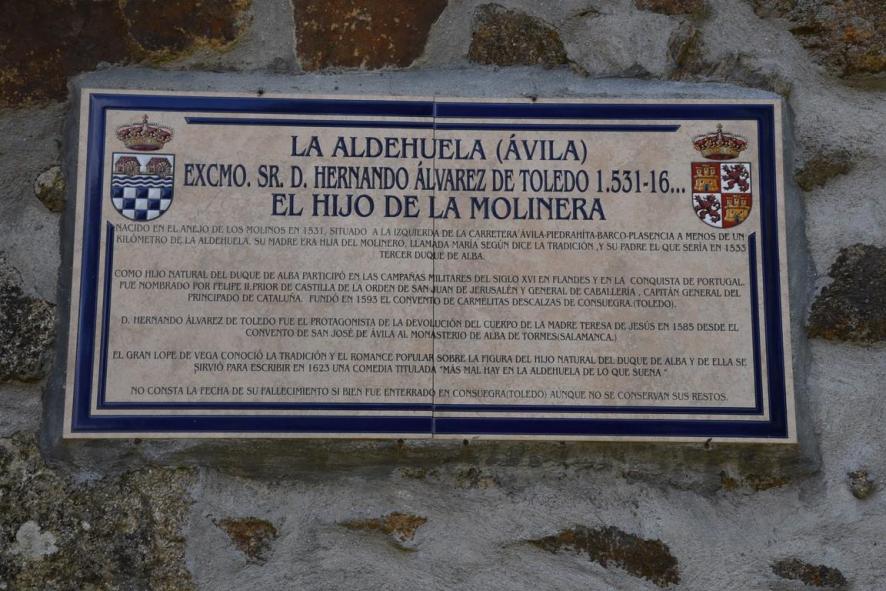 LA ALDEHUELA (ÁVILA)
EXCMO. SR. D. HERNANDO ÁLVAREZ DE TOLEDO 1.531-16...
EL HIJO DE LA MOLINERA
NACIDO EN EL ANEJO DE LOS MOLINOS EN 1531, SITUADO A LA IZQUIERDA DE LA CARRETERA ÁVILA-PIEDRAHÍTA-BARCO-PLASENCIA A MENOS DE UN
KILÓMETRO DE LA ALDEHUELA. SU MADRE ERA HIJA DEL MOLINERO, LLAMADA MARÍA SEGÚN DICE LA TRADICIÓN ,Y SU PADRE EL QUE SERÍA EN 1533
TERCER DUQUE DE ALBA.
COMO HIJO NATURAL DEL DUQUE DE ALBA PARTICIPÓ EN LAS CAMPAÑAS MILITARES DEL SIGLO XVI EN FLANDES Y EN LA CONQUISTA DE PORTUGAL.
FUE NOMBRADO POR FELIPE II.PRIOR DE CASTILLA DE LA ORDEN DE SAN JUAN DE JERUSALÉN Y GENERAL DE CABALLERIA , CAPITÁN GENERAL DEL
PRINCIPADO DE CATALUÑA. FUNDÓ EN 1593 EL CONVENTO DE CARMELITAS DESCALZAS DE CONSUEGRA.(TOLEDO).
D. HERNANDO ÁLVAREZ DE TOLEDO FUE EL PROTAGONISTA DE LA DEVOLUCIÓN DEL CUERPO DE LA MADRE TERESA DE JESÚS EN 1585 DESDE EL
CONVENTO DE SAN JOSÉ DE ÁVILA AL MONASTERIO DE ALBA DE TORMES(SALAMANCA.)
EL GRAN LOPE DE VEGA CONOCIÓ LA TRADICIÓN Y EL ROMANCE POPULAR SOBRE LA FIGURA DEL HIJO NATURAL DEL DUQUE DE ALBA Y DE ELLA SE
SIRVIÓ PARA ESCRIBIR EN 1623 UNA COMEDIA TITULADA "MÁS MAL HAY EN LA ALDEHUELA DE LO QUE SUENA "
NO CONSTA LA FECHA DE SU FALLECIMIENTO SI BIEN FUE ENTERRADO EN CONSUEGRA(TOLEDO) AUNQUE NO SE CONSERVAN SUS RESTOS.